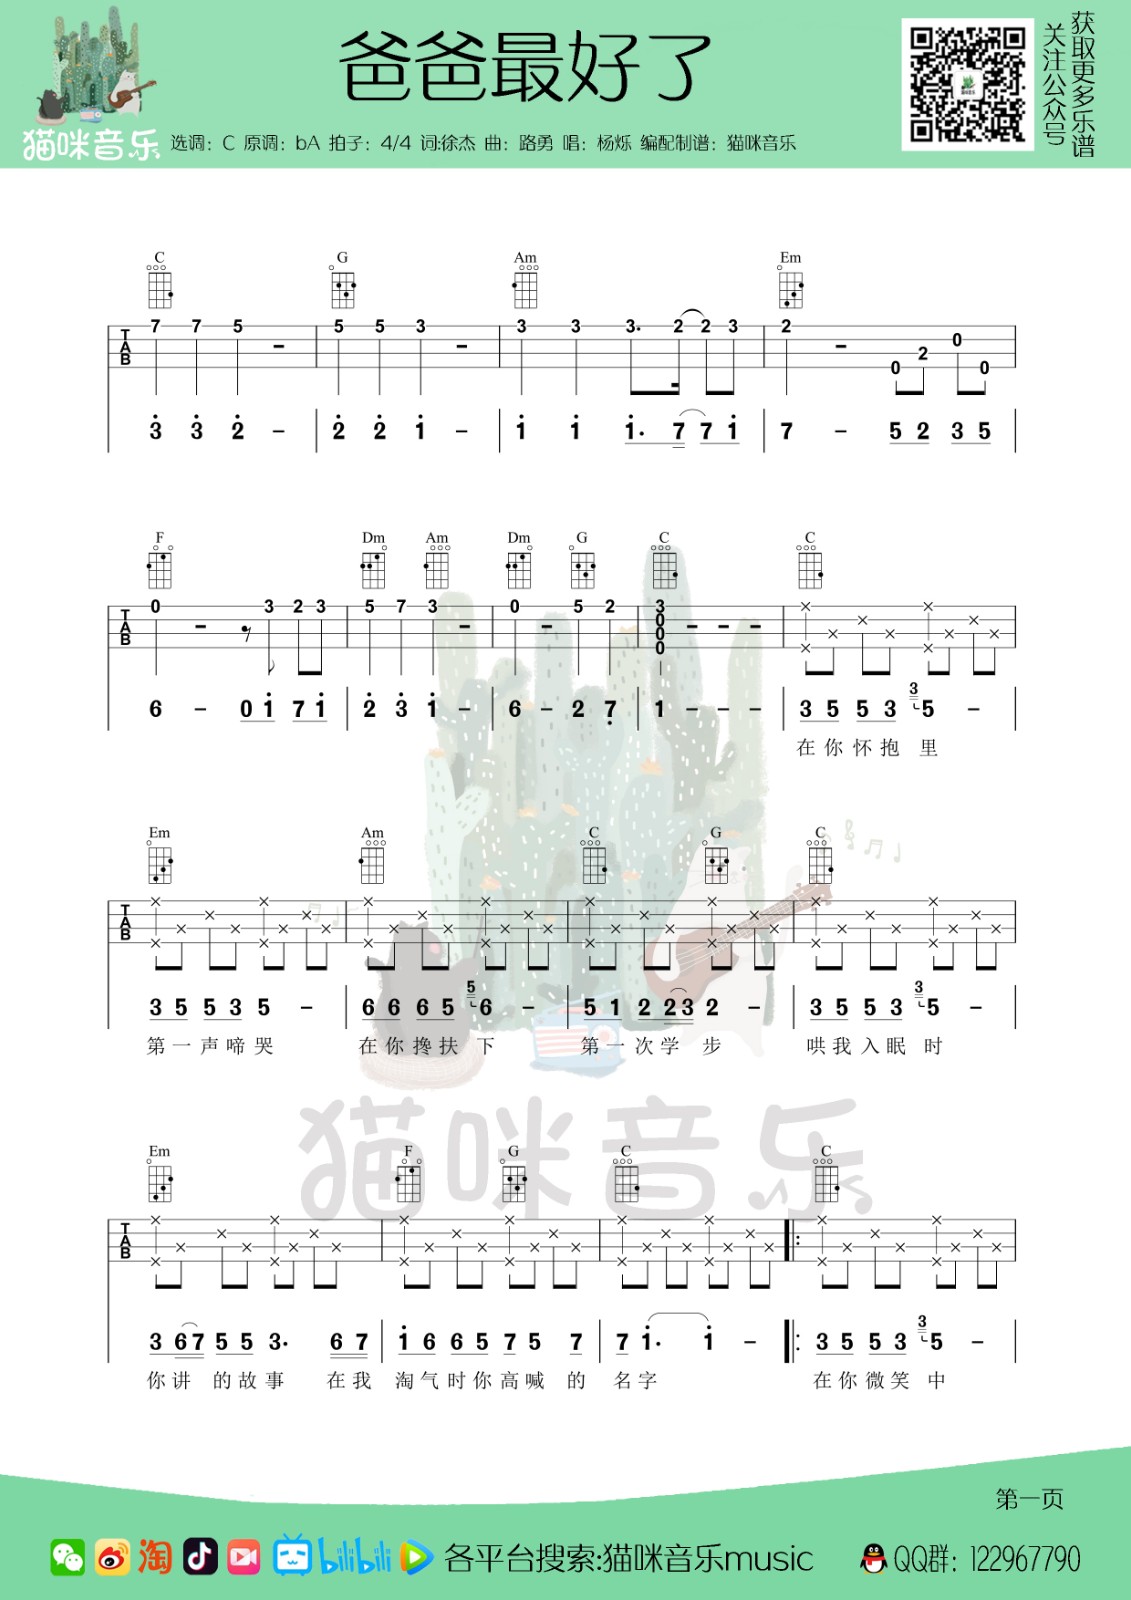 爸爸最好了
获取更多乐谱
关注公众号
猫咪音乐
选调：C 原调：bA 拍子：4/4 词:徐杰 曲：路勇 唱：杨烁 编配制谱：猫咪音乐
C G Am Em
TAB 7 7 5 - 5 5 3 - 3 3 3. 2 2 3 2 - 0 2 0 0
3 3 2 - 2 2 1 - 1 1 1. 7 7 1 7 - 5 2 3 5
F Dm Am Dm G C C
TAB 0 - 3 2 3 5 7 3 - 0 - 5 2 3 0 0 0 - - -
6 - 0 1 7 1 2 3 1 - 6 - 2 7 1 - - - 3 5 5 3 3 5 -
在你怀抱里
Em Am C G C
TAB
3 5 5 3 5 - 6 6 6 5 5 6 - 5 1 2 2 3 2 - 3 5 5 3 3 5 -
第一声啼哭 在你搀扶下 第一次学步 哄我入眠时
猫咪音乐
Em F G C C
TAB
3 6 7 5 5 3. 6 7 1 6 6 5 7 5 7 7 1. 1 - 3 5 5 3 3 5 -
你讲的故事 在我淘气时你高喊的名字 在你微笑中
第一页
淘 bilibili 各平台搜索:猫咪音乐music QQ群：122967790